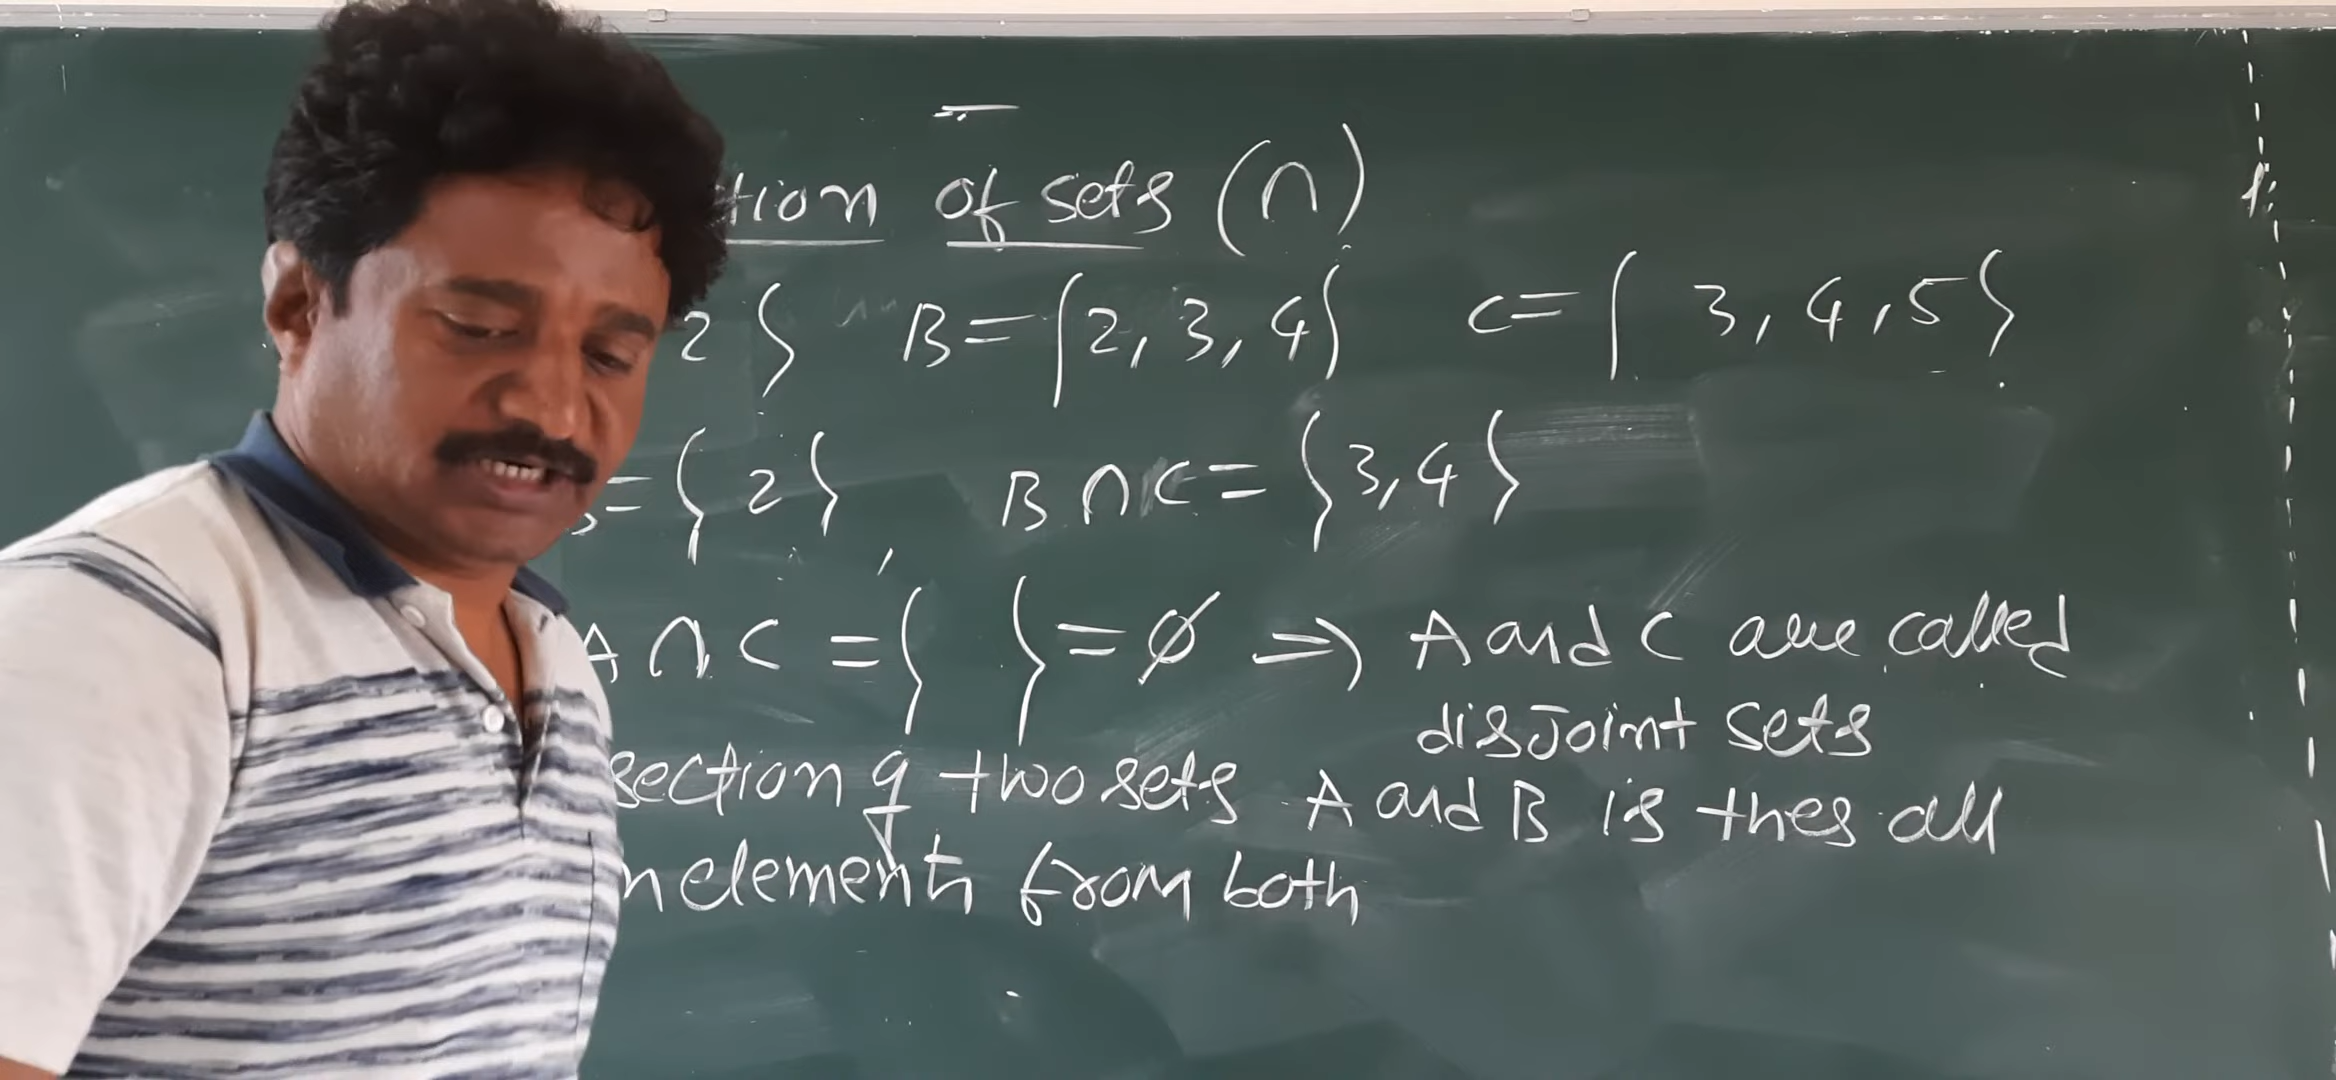 tion of sets (∩)
2} B={2,3,4} C={ 3,4,5}
={2}, B∩C={3,4}
A∩C={ }=∅ ⇒ A and C are called
disjoint sets
section of two sets A and B is thes all
n elements from both